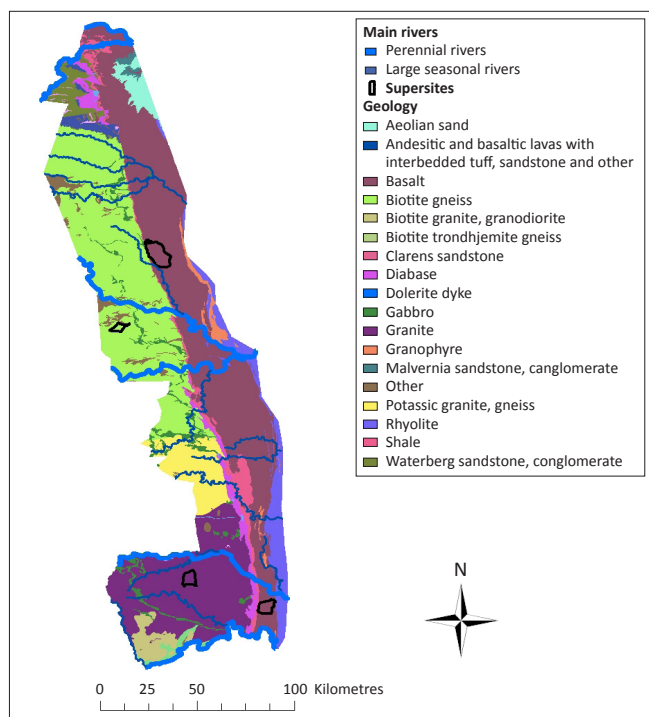 Main rivers
Perennial rivers
Large seasonal rivers
Supersites
Geology
Aeolian sand
Andesitic and basaltic lavas with
interbedded tuff, sandstone and other
Basalt
Biotite gneiss
Biotite granite, granodiorite
Biotite trondhjemite gneiss
Clarens sandstone
Diabase
Dolerite dyke
Gabbro
Granite
Granophyre
Malvernia sandstone, canglomerate
Other
Potassic granite, gneiss
Rhyolite
Shale
Waterberg sandstone, conglomerate
N
0 25 50 100 Kilometres